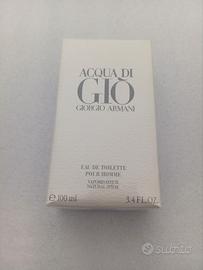 ACQUA DI
GIÒ
GIORGIO ARMANI
EAU DE TOILETTE
POUR HOMME
VAPORISATEUR
NATURAL SPRAY
℮ 100 ml 3.4 FL.OZ.
subito